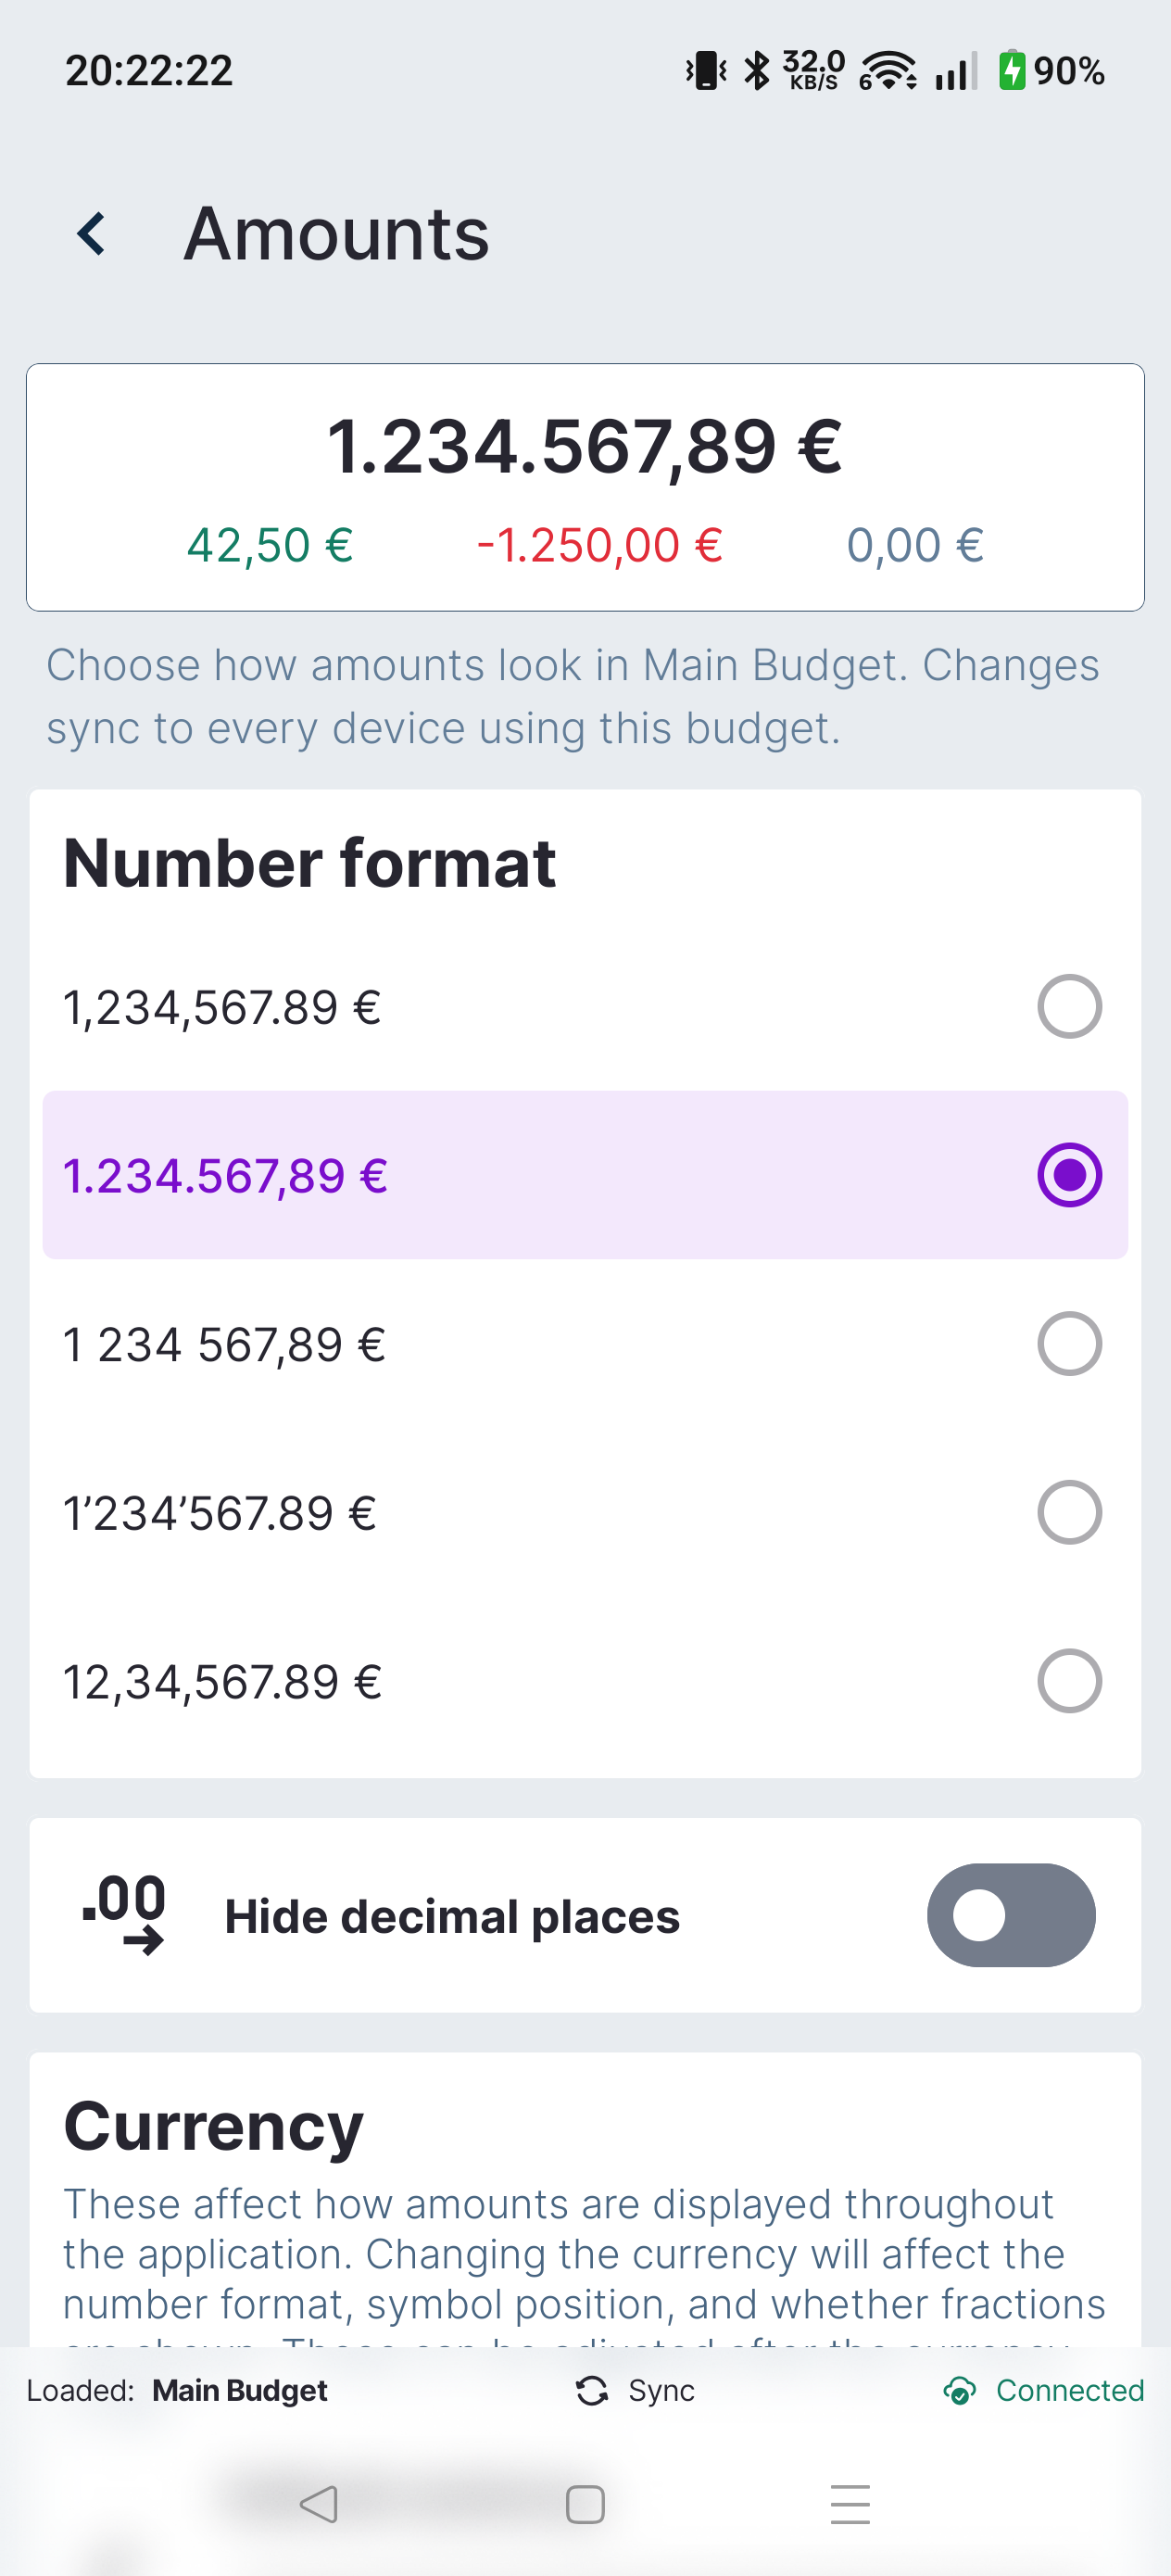 20:22:22
32.0
KB/S
6
90%
Amounts
1.234.567,89 €
42,50 € -1.250,00 € 0,00 €
Choose how amounts look in Main Budget. Changes
sync to every device using this budget.
Number format
1,234,567.89 €
1.234.567,89 €
1 234 567,89 €
1’234’567.89 €
12,34,567.89 €
.00
Hide decimal places
Currency
These affect how amounts are displayed throughout
the application. Changing the currency will affect the
number format, symbol position, and whether fractions
Loaded: Main Budget
Sync
Connected